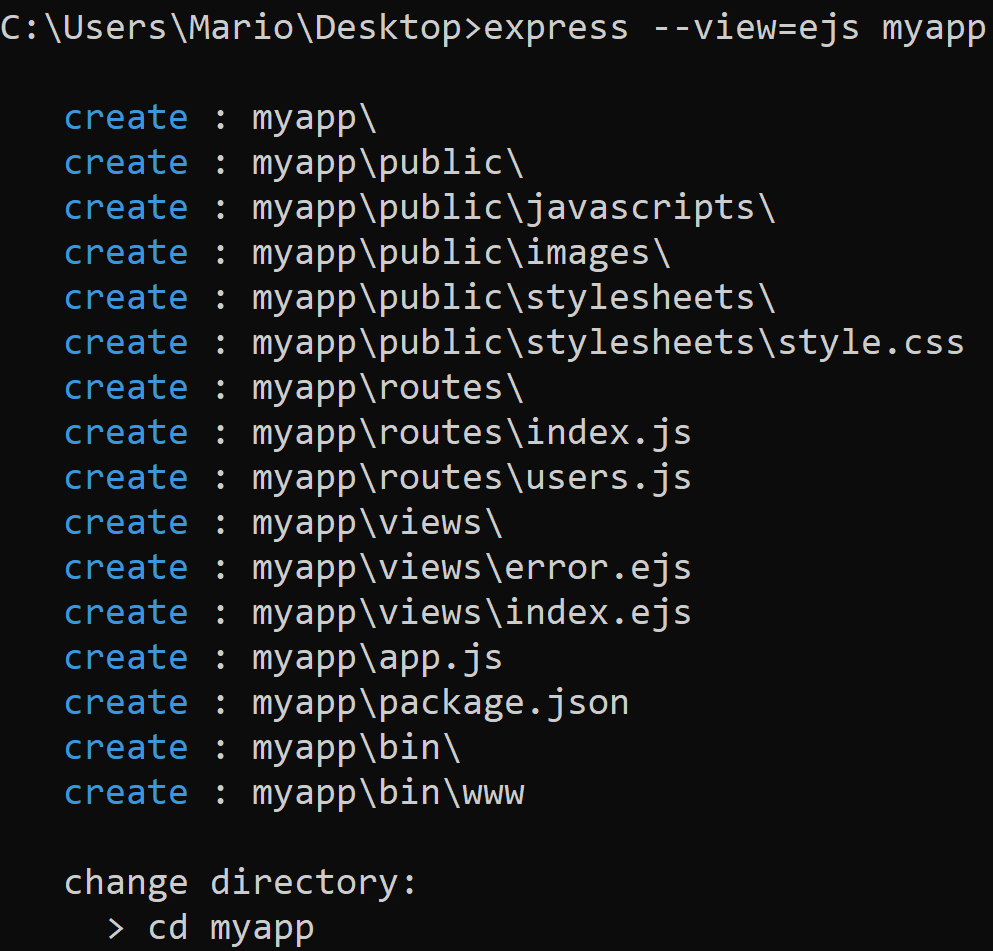 C:\Users\Mario\Desktop>express --view=ejs myapp
create : myapp\
create : myapp\public\
create : myapp\public\javascripts\
create : myapp\public\images\
create : myapp\public\stylesheets\
create : myapp\public\stylesheets\style.css
create : myapp\routes\
create : myapp\routes\index.js
create : myapp\routes\users.js
create : myapp\views\
create : myapp\views\error.ejs
create : myapp\views\index.ejs
create : myapp\app.js
create : myapp\package.json
create : myapp\bin\
create : myapp\bin\www
change directory:
> cd myapp